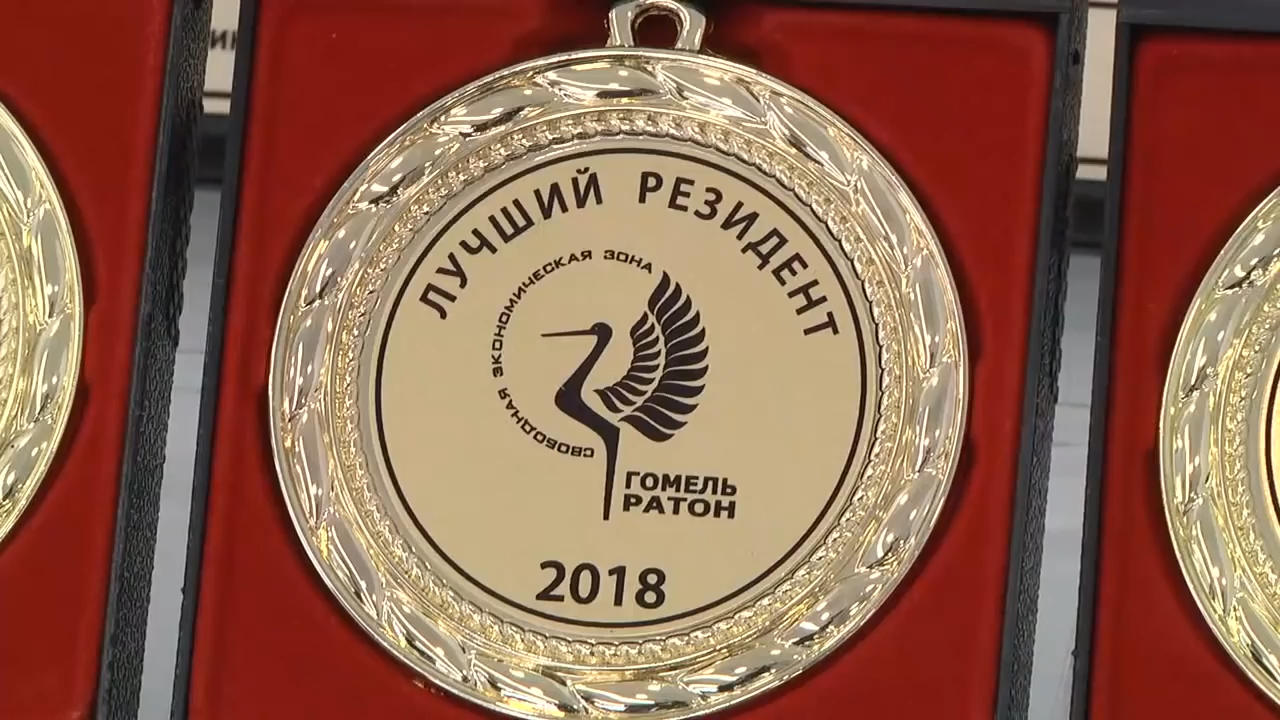 ЛУЧШИЙ РЕЗИДЕНТ
СВОБОДНАЯ ЭКОНОМИЧЕСКАЯ ЗОНА
ГОМЕЛЬ
РАТОН
2018